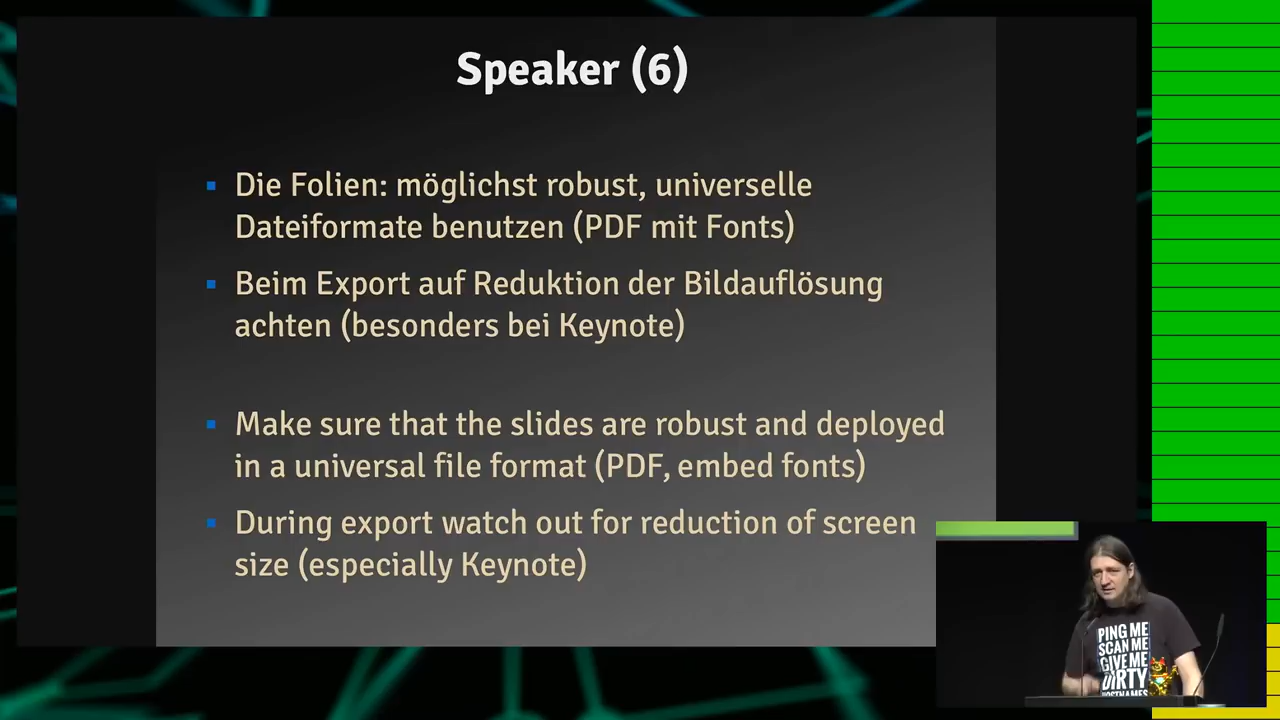 Speaker (6)
Die Folien: möglichst robust, universelle
Dateiformate benutzen (PDF mit Fonts)
Beim Export auf Reduktion der Bildauflösung
achten (besonders bei Keynote)
Make sure that the slides are robust and deployed
in a universal file format (PDF, embed fonts)
During export watch out for reduction of screen
size (especially Keynote)
PING ME
SCAN ME
GIVE ME
DIRTY
HOSTNAMES